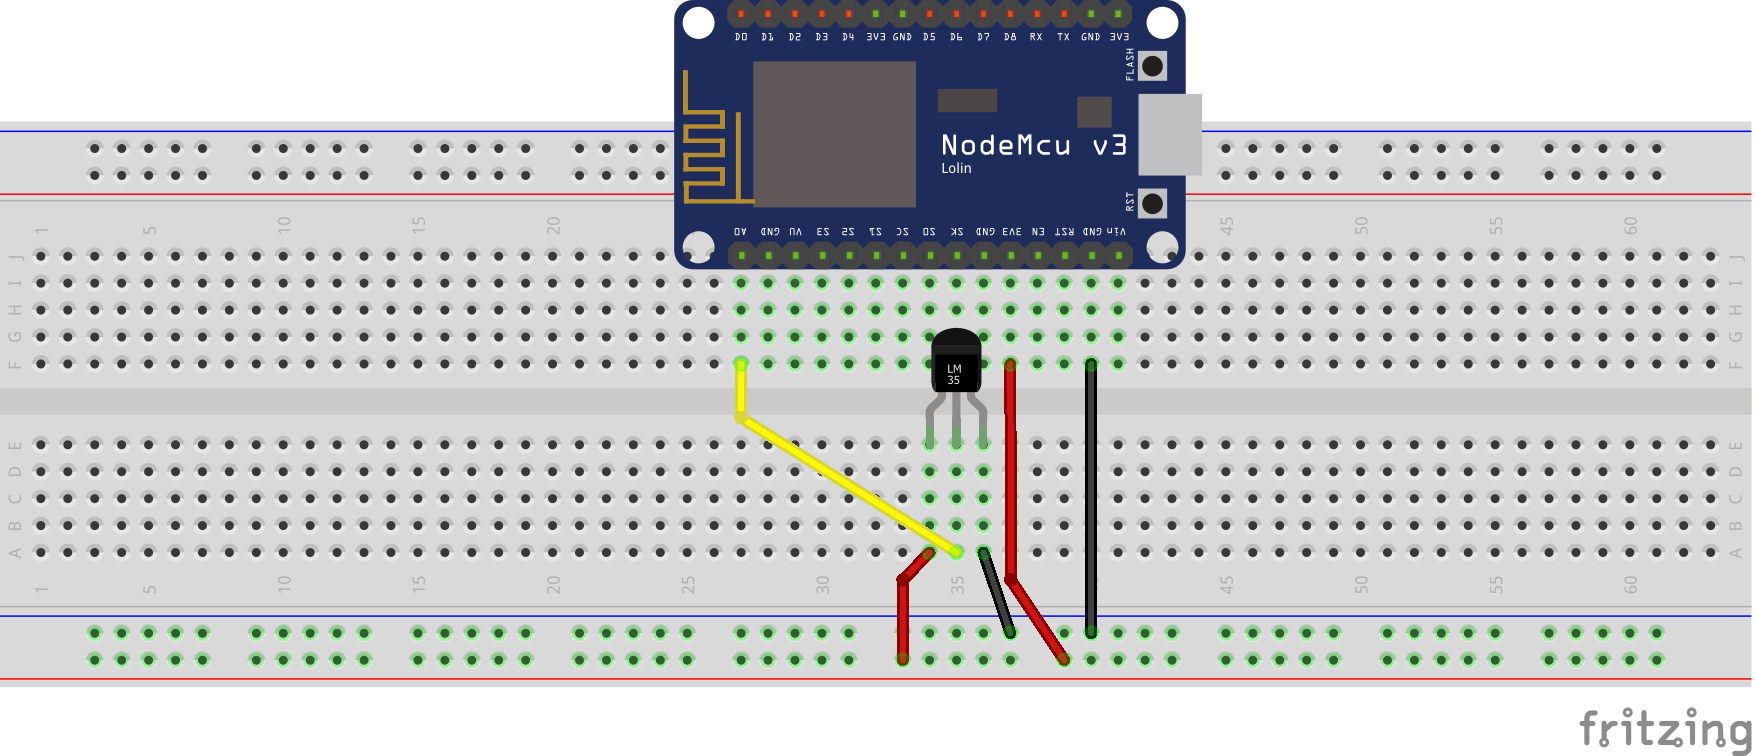 D0 D1 D2 D3 D4 3V3 GND D5 D6 D7 D8 RX TX GND 3V3
FLASH
NodeMcu v3
Lolin
RST
A0 GND VU S3 S2 S1 SC SO SK GND 3V3 EN RST GND Vin
1 5 10 15 20 45 50 55 60
J J
I I
H H
G G
F F
LM
35
E E
D D
C C
B B
A A
1 5 10 15 20 25 30 35 45 50 55 60
fritzing